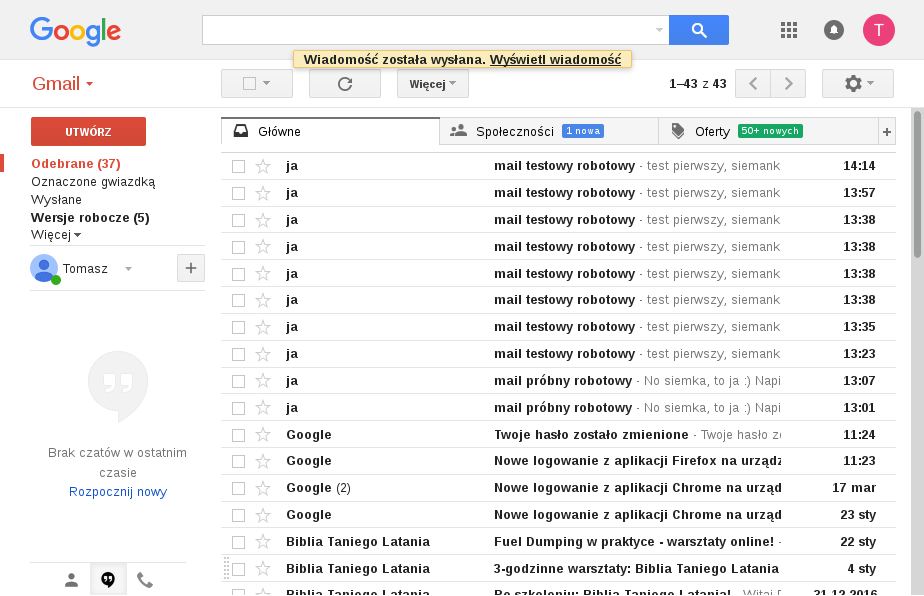 Google
T
Wiadomość została wysłana. Wyświetl wiadomość
Gmail
Więcej
1–43 z 43
UTWÓRZ
Główne
Społeczności
1 nowa
Oferty
50+ nowych
Odebrane (37)
Oznaczone gwiazdką
Wysłane
Wersje robocze (5)
Więcej
Tomasz
Brak czatów w ostatnim
czasie
Rozpocznij nowy
ja mail testowy robotowy - test pierwszy, siemank 14:14
ja mail testowy robotowy - test pierwszy, siemank 13:57
ja mail testowy robotowy - test pierwszy, siemank 13:38
ja mail testowy robotowy - test pierwszy, siemank 13:38
ja mail testowy robotowy - test pierwszy, siemank 13:38
ja mail testowy robotowy - test pierwszy, siemank 13:38
ja mail testowy robotowy - test pierwszy, siemank 13:35
ja mail testowy robotowy - test pierwszy, siemank 13:23
ja mail próbny robotowy - No siemka, to ja :) Napi 13:07
ja mail próbny robotowy - No siemka, to ja :) Napi 13:01
Google Twoje hasło zostało zmienione - Twoje hasło 11:24
Google Nowe logowanie z aplikacji Firefox na urządz 11:23
Google (2) Nowe logowanie z aplikacji Chrome na urząd 17 mar
Google Nowe logowanie z aplikacji Chrome na urząd 23 sty
Biblia Taniego Latania Fuel Dumping w praktyce - warsztaty online! - 22 sty
Biblia Taniego Latania 3-godzinne warsztaty: Biblia Taniego Latania 4 sty
Biblia Taniego Latania Po szkoleniu: Biblia Taniego Latania! - Witaj 31.12.2016